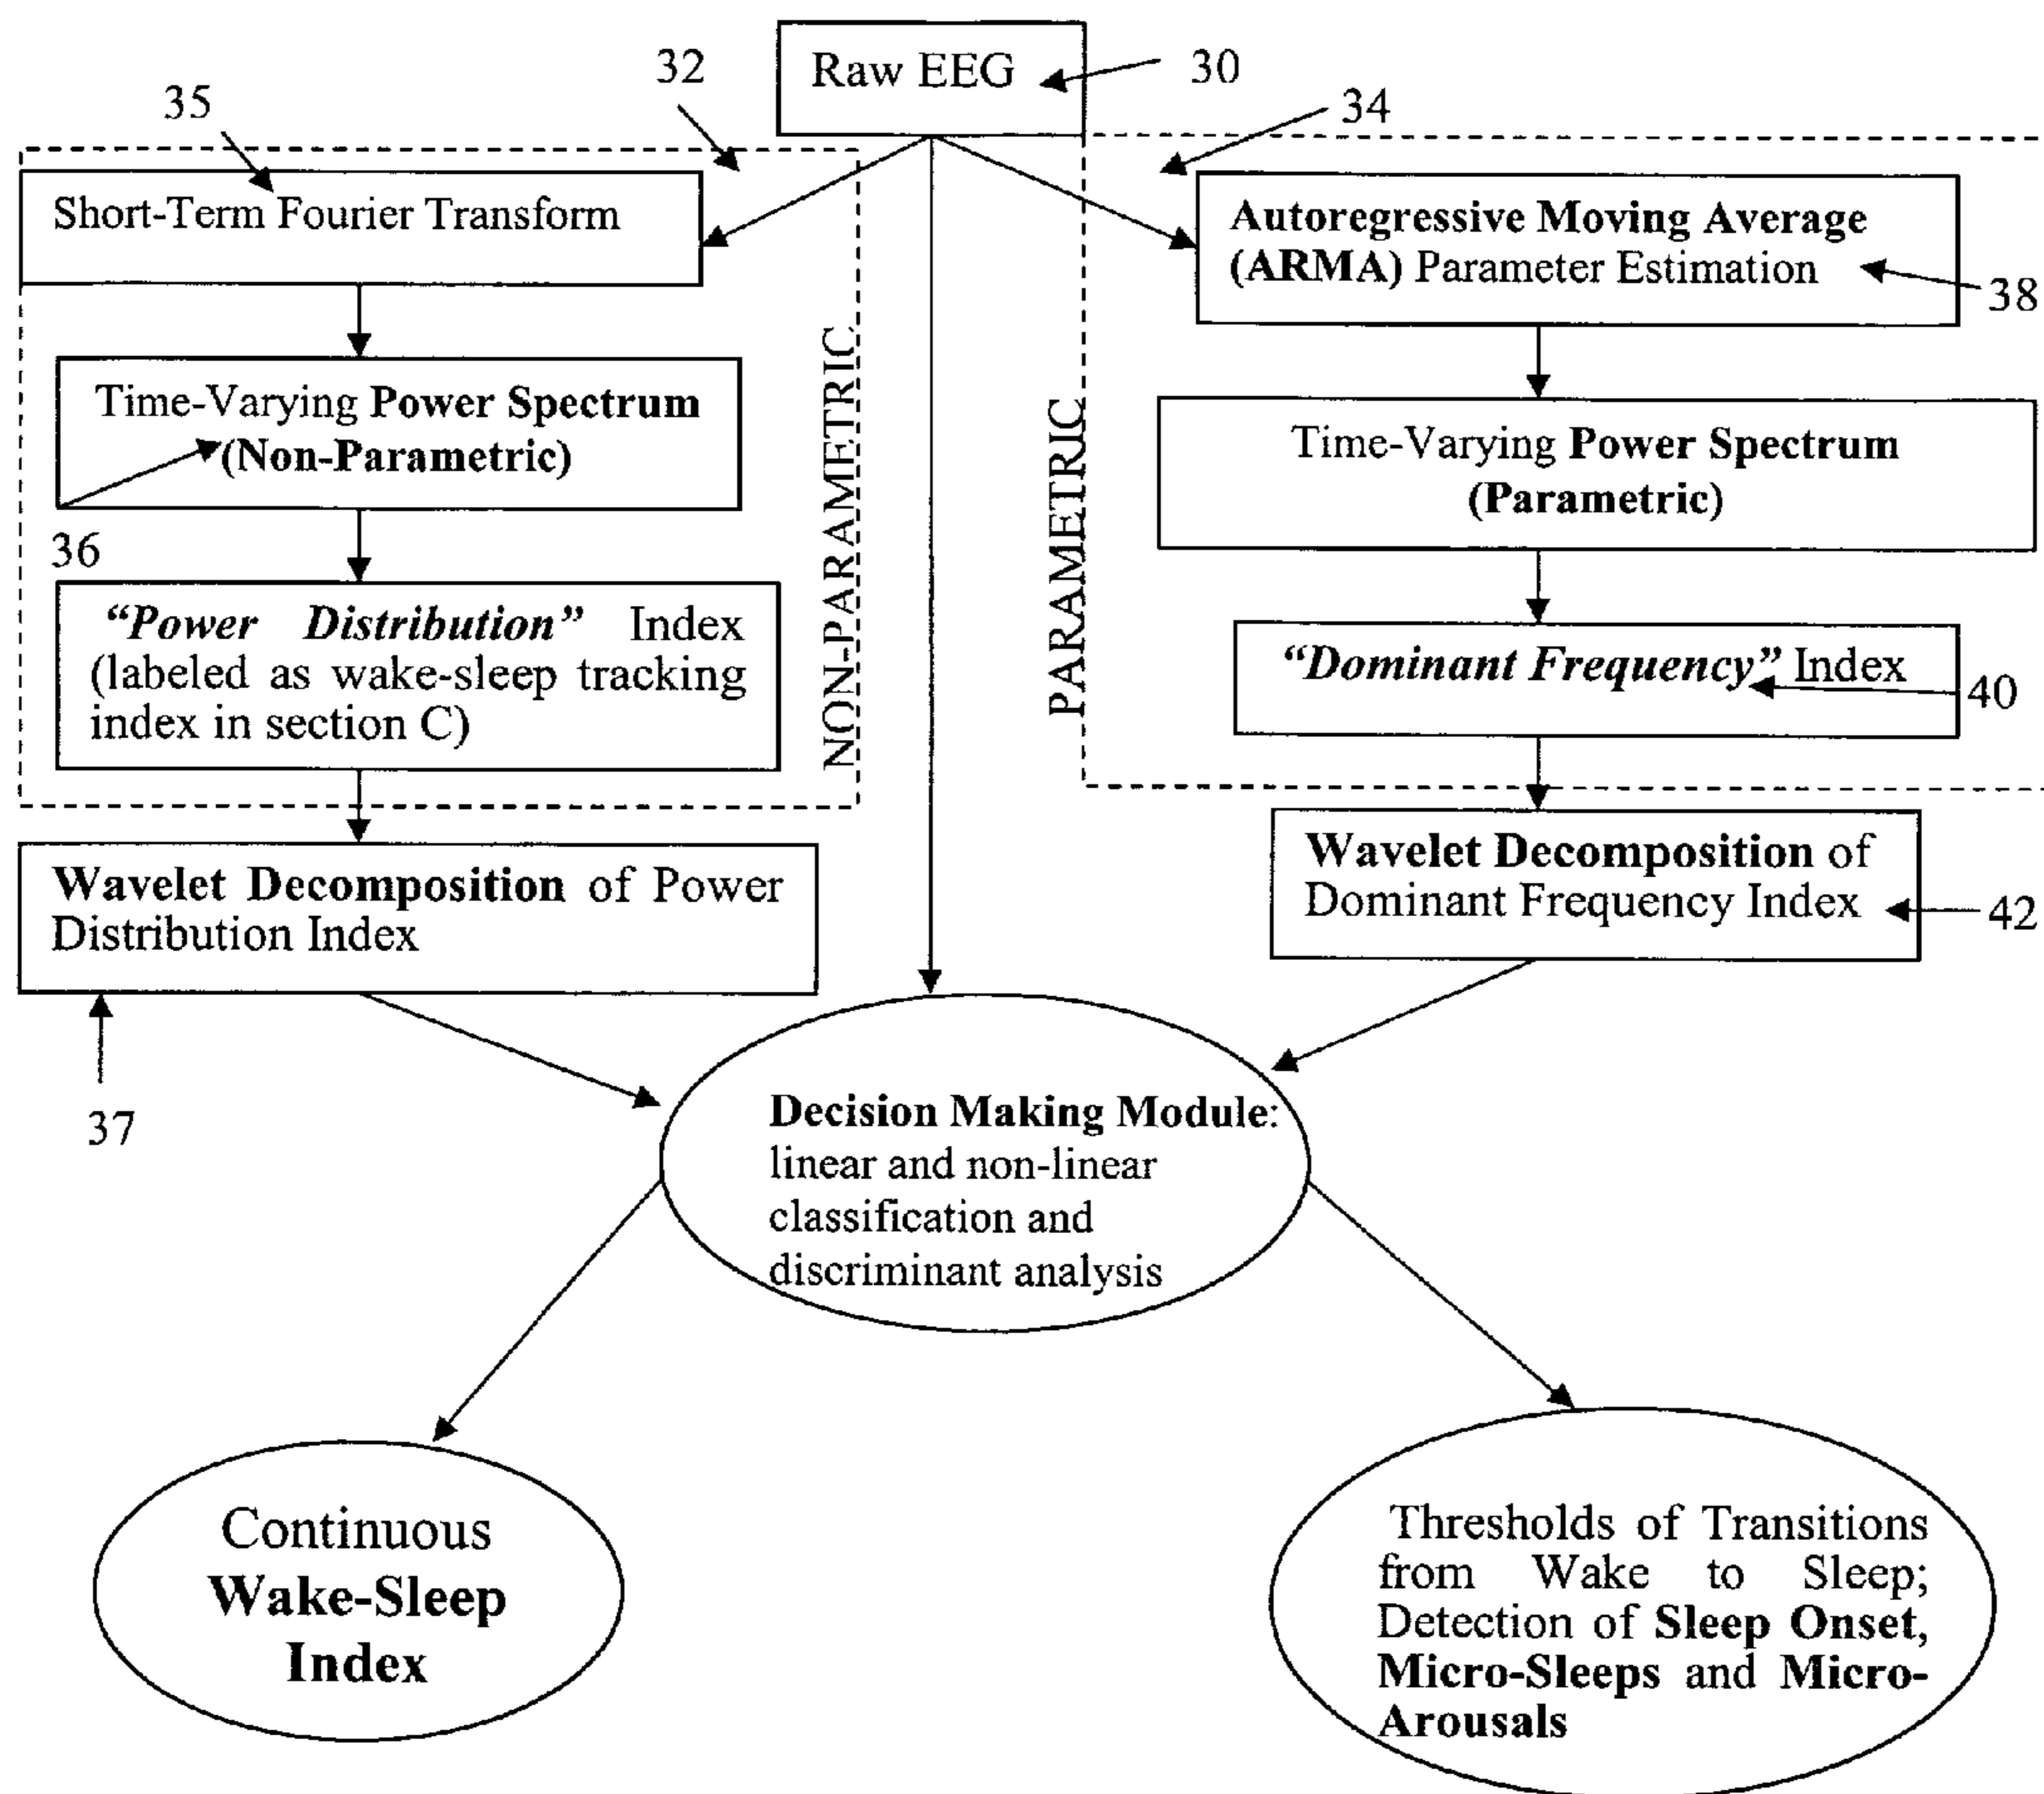 Raw EEG
30
32
34
35
Short-Term Fourier Transform
Autoregressive Moving Average
(ARMA) Parameter Estimation
38
Time-Varying Power Spectrum
(Non-Parametric)
36
NON-PARAMETRIC
PARAMETRIC
Time-Varying Power Spectrum
(Parametric)
“Power Distribution” Index
(labeled as wake-sleep tracking
index in section C)
“Dominant Frequency” Index
40
Wavelet Decomposition of Power
Distribution Index
37
Wavelet Decomposition of
Dominant Frequency Index
42
Decision Making Module:
linear and non-linear
classification and
discriminant analysis
Continuous
Wake-Sleep
Index
Thresholds of Transitions
from Wake to Sleep;
Detection of Sleep Onset,
Micro-Sleeps and Micro-
Arousals